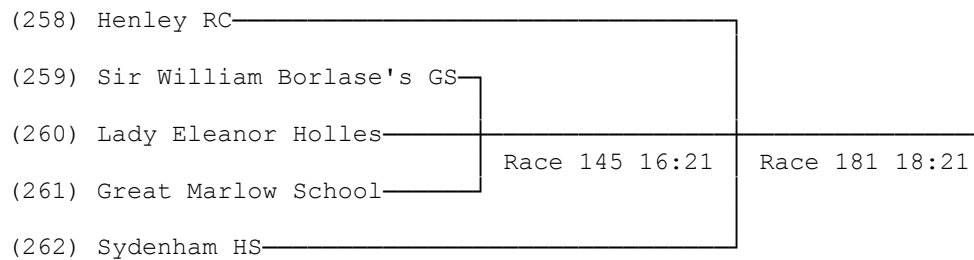 (258) Henley RC
(259) Sir William Borlase's GS
(260) Lady Eleanor Holles
Race 145 16:21 Race 181 18:21
(261) Great Marlow School
(262) Sydenham HS